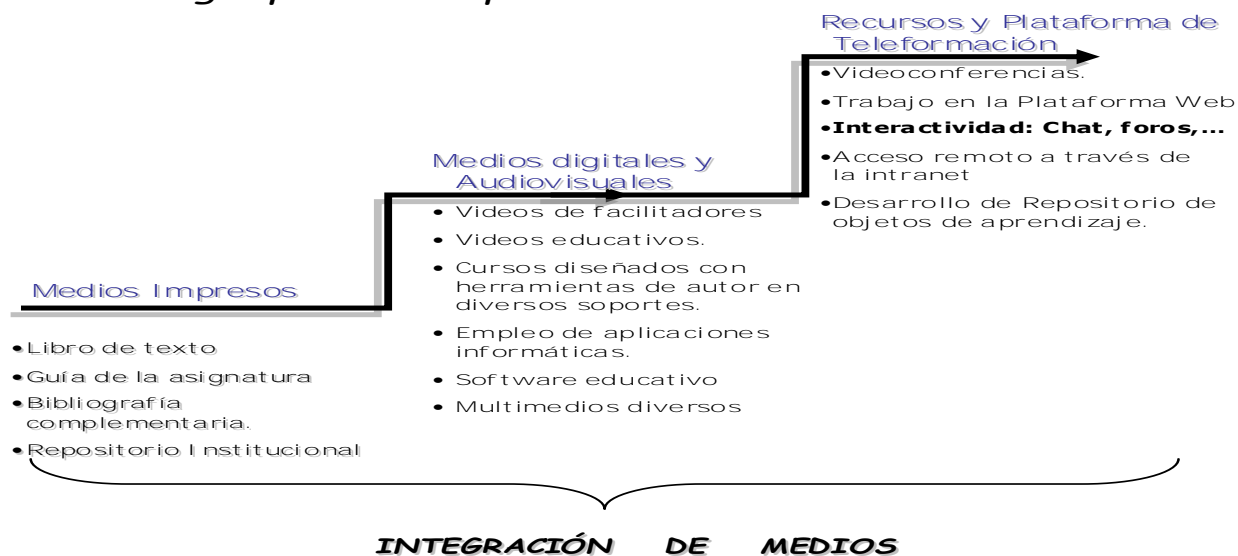 Recursos y Plataforma de
Teleformación
•Videoconferencias.
•Trabajo en la Plataforma Web
•Interactividad: Chat, foros,...
•Acceso remoto a través de
la intranet
•Desarrollo de Repositorio de
objetos de aprendizaje.
Medios digitales y
Audiovisuales
• Videos de facilitadores
• Videos educativos.
• Cursos diseñados con
herramientas de autor en
diversos soportes.
• Empleo de aplicaciones
informáticas.
• Software educativo
• Multimedios diversos
Medios Impresos
•Libro de texto
•Guía de la asignatura
•Bibliografía
complementaria.
•Repositorio Institucional
INTEGRACIÓN DE MEDIOS